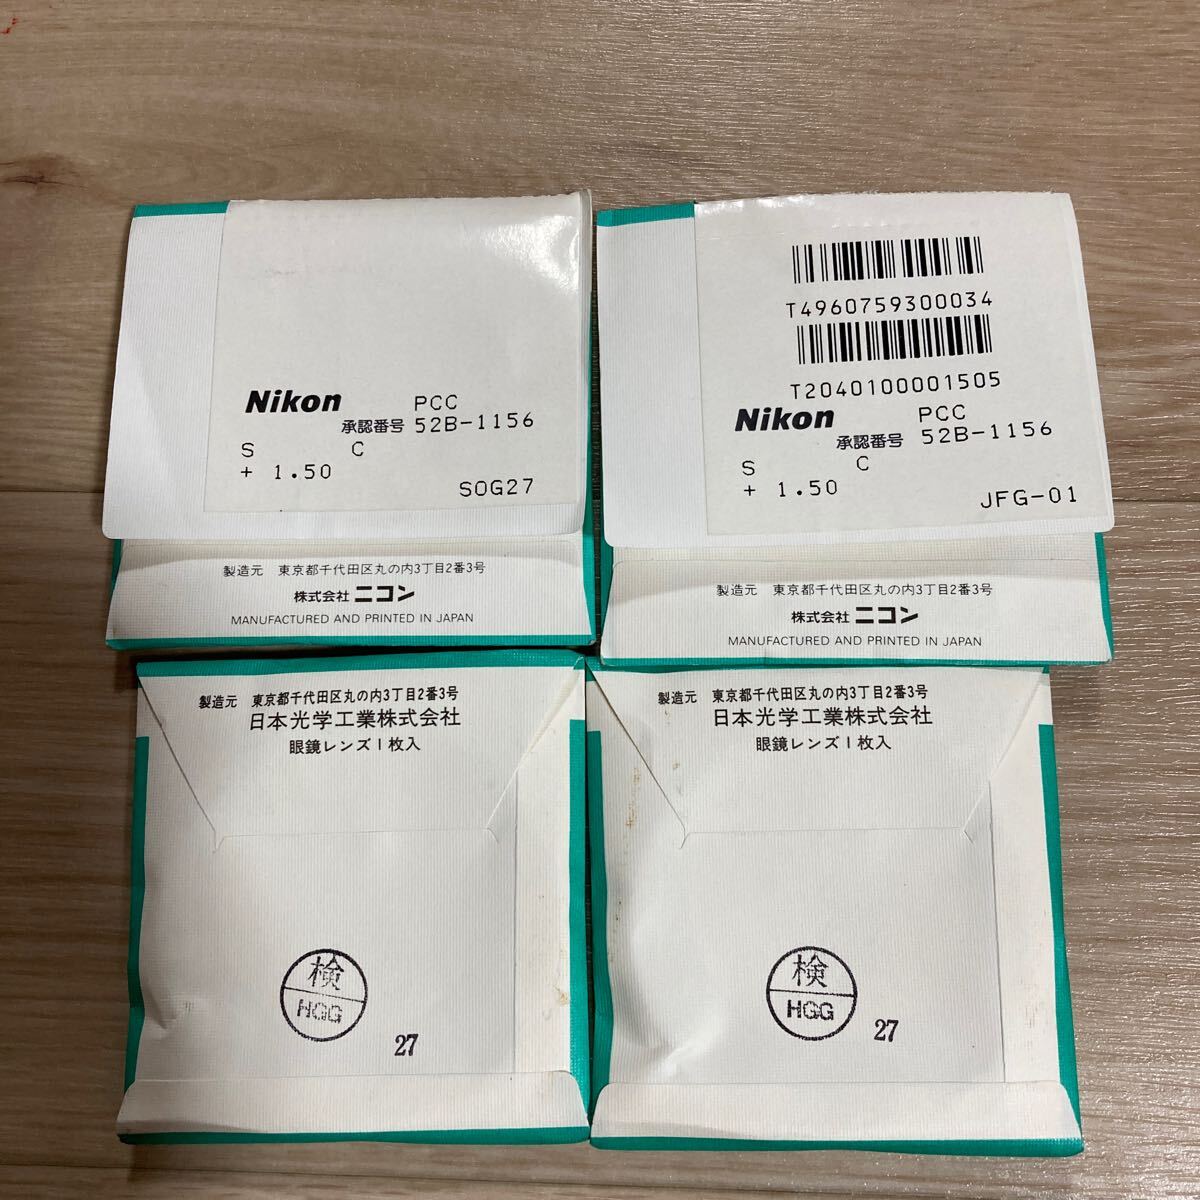 Nikon PCC
承認番号 52B-1156
S C
+ 1.50
SOG27
製造元 東京都千代田区丸の内3丁目2番3号
株式会社 ニコン
MANUFACTURED AND PRINTED IN JAPAN
T4960759300034
T2040100001505
Nikon PCC
承認番号 52B-1156
S C
+ 1.50
JFG-01
製造元 東京都千代田区丸の内3丁目2番3号
株式会社 ニコン
MANUFACTURED AND PRINTED IN JAPAN
製造元 東京都千代田区丸の内3丁目2番3号
日本光学工業株式会社
眼鏡レンズ1枚入
検
HGG
27
製造元 東京都千代田区丸の内3丁目2番3号
日本光学工業株式会社
眼鏡レンズ1枚入
検
HGG
27